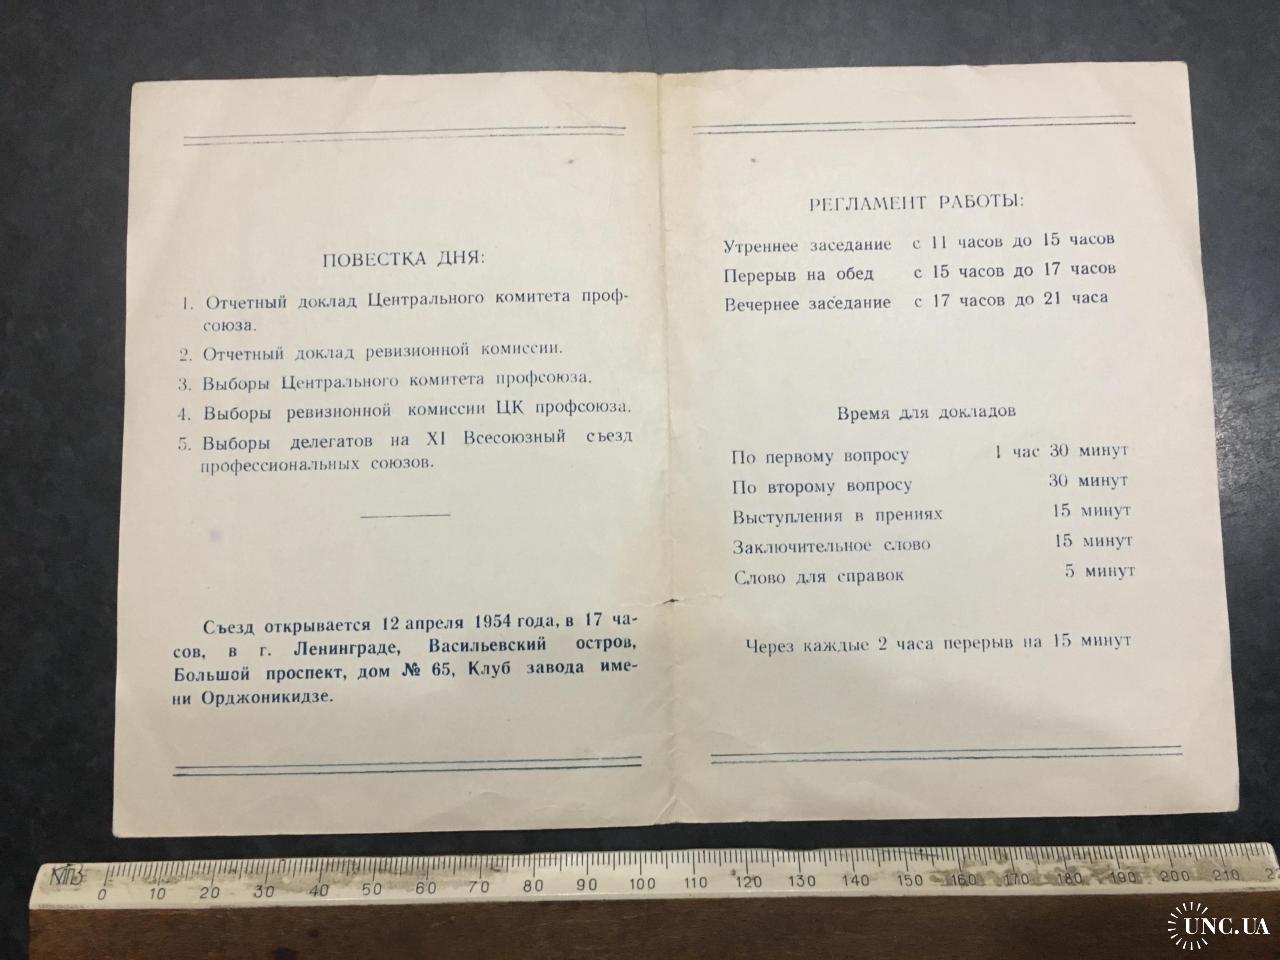 ПОВЕСТКА ДНЯ:
1. Отчетный доклад Центрального комитета проф-
союза.
2. Отчетный доклад ревизионной комиссии.
3. Выборы Центрального комитета профсоюза.
4. Выборы ревизионной комиссии ЦК профсоюза.
5. Выборы делегатов на XI Всесоюзный съезд
профессиональных союзов.
Съезд открывается 12 апреля 1954 года, в 17 ча-
сов, в г. Ленинграде, Васильевский остров,
Большой проспект, дом № 65, Клуб завода име-
ни Орджоникидзе.
РЕГЛАМЕНТ РАБОТЫ:
Утреннее заседание с 11 часов до 15 часов
Перерыв на обед с 15 часов до 17 часов
Вечернее заседание с 17 часов до 21 часа
Время для докладов
По первому вопросу 1 час 30 минут
По второму вопросу 30 минут
Выступления в прениях 15 минут
Заключительное слово 15 минут
Слово для справок 5 минут
Через каждые 2 часа перерыв на 15 минут
0 10 20 30 40 50 60 70 80 90 100 110 120 130 140 150 160 170 180 190 200 210
UNC.UA